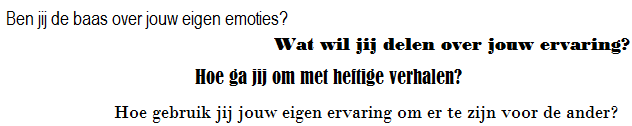 Ben jij de baas over jouw eigen emoties?
Wat wil jij delen over jouw ervaring?
Hoe ga jij om met heftige verhalen?
Hoe gebruik jij jouw eigen ervaring om er te zijn voor de ander?